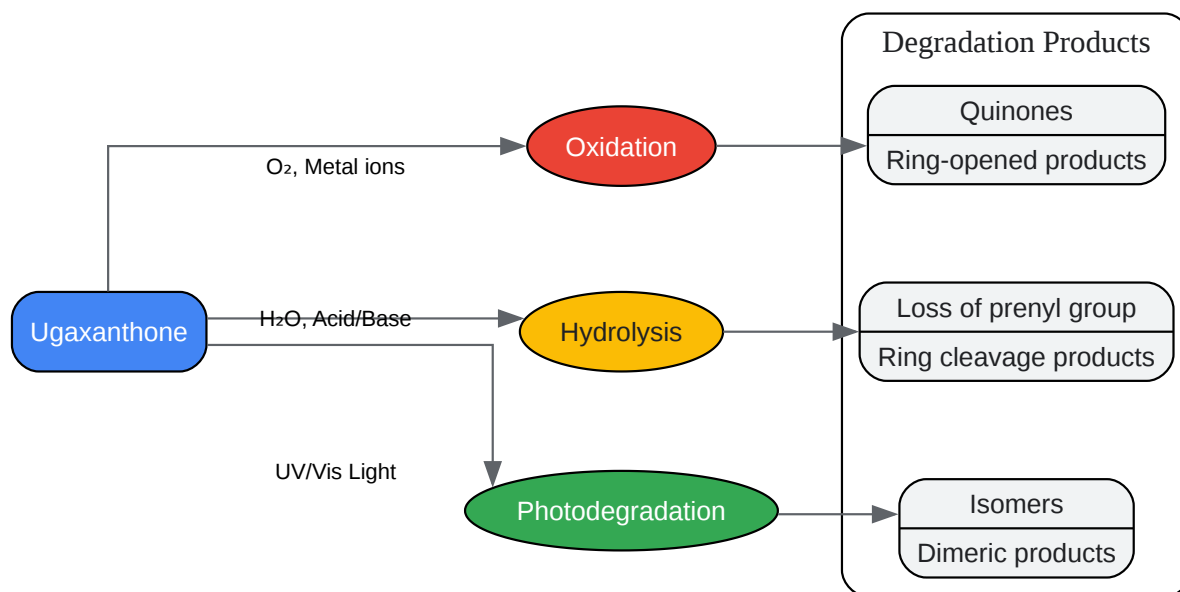 Degradation Products
Quinones
Ring-opened products
Oxidation
O₂, Metal ions
Ugaxanthone
H₂O, Acid/Base
Hydrolysis
Loss of prenyl group
Ring cleavage products
UV/Vis Light
Photodegradation
Isomers
Dimeric products